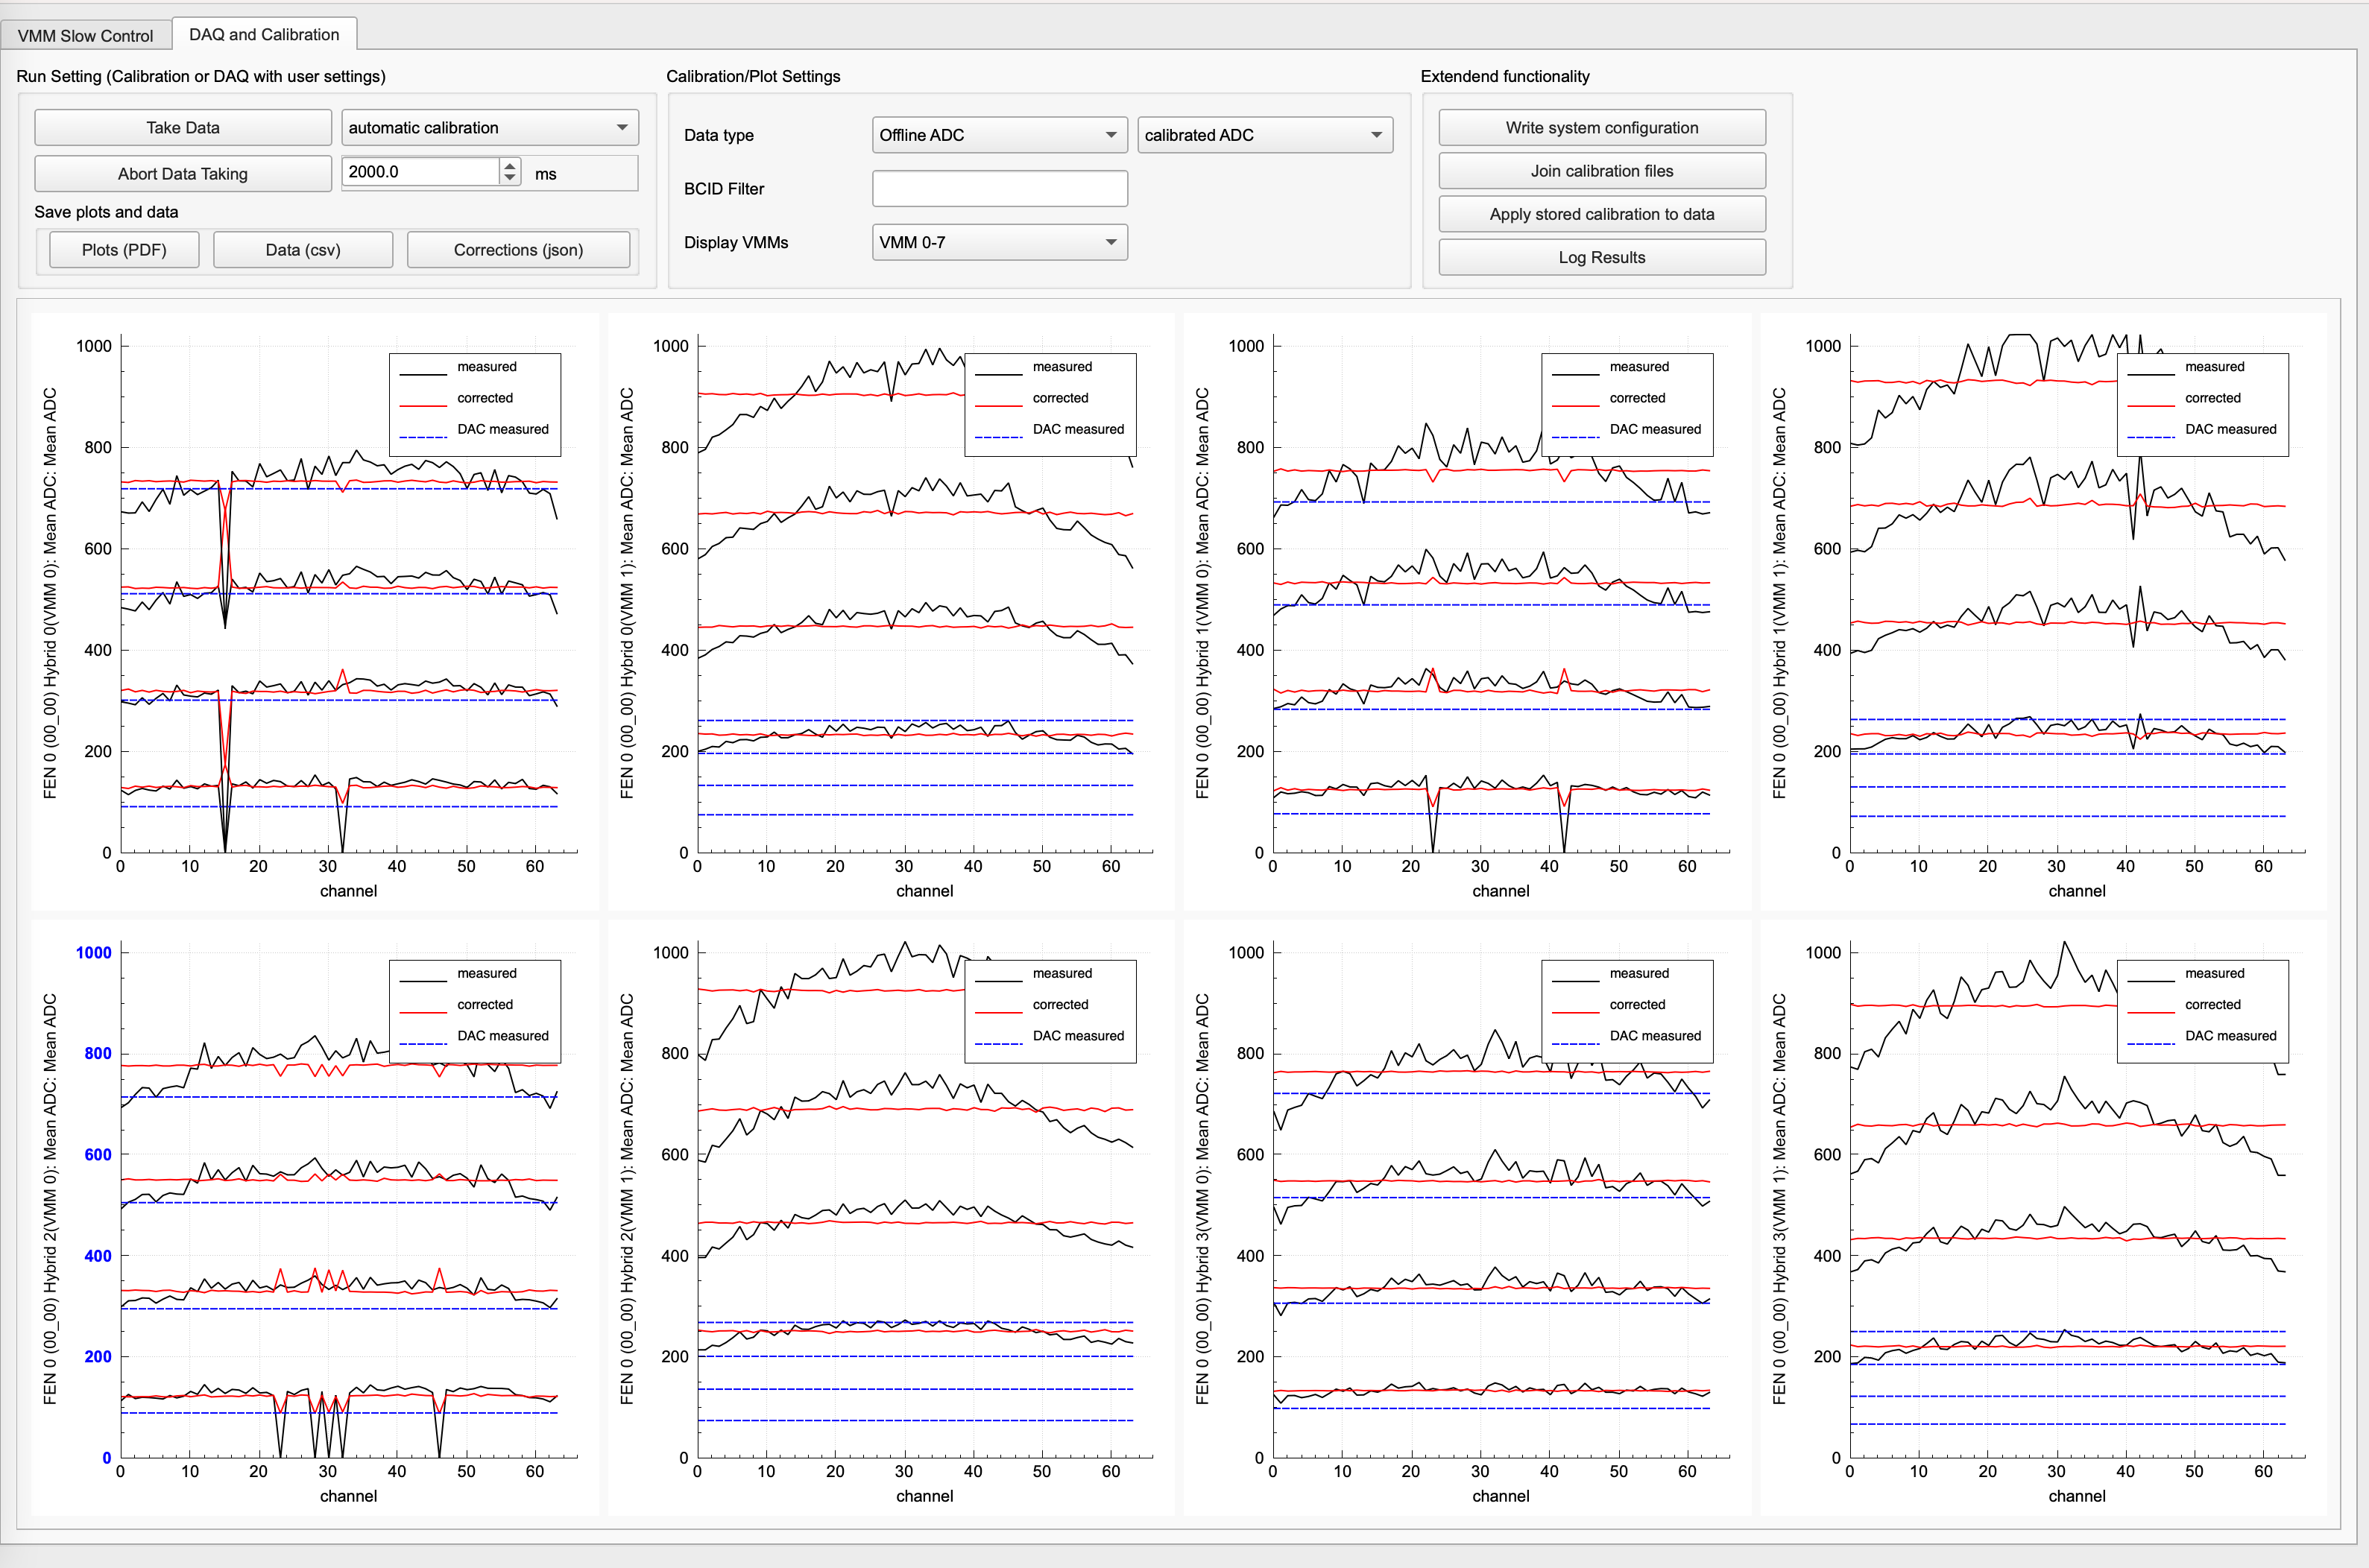 VMM Slow Control
DAQ and Calibration
Run Setting (Calibration or DAQ with user settings)
Take Data
automatic calibration
Abort Data Taking
2000.0
ms
Save plots and data
Plots (PDF)
Data (csv)
Corrections (json)
Calibration/Plot Settings
Data type
Offline ADC
calibrated ADC
BCID Filter
Display VMMs
VMM 0-7
Extendend functionality
Write system configuration
Join calibration files
Apply stored calibration to data
Log Results
FEN 0 (00_00) Hybrid 0(VMM 0): Mean ADC: Mean ADC
1000
800
600
400
200
0
measured
corrected
DAC measured
0 10 20 30 40 50 60
channel
FEN 0 (00_00) Hybrid 0(VMM 1): Mean ADC: Mean ADC
1000
800
600
400
200
0
measured
corrected
DAC measured
0 10 20 30 40 50 60
channel
FEN 0 (00_00) Hybrid 1(VMM 0): Mean ADC: Mean ADC
1000
800
600
400
200
0
measured
corrected
DAC measured
0 10 20 30 40 50 60
channel
FEN 0 (00_00) Hybrid 1(VMM 1): Mean ADC: Mean ADC
1000
800
600
400
200
0
measured
corrected
DAC measured
0 10 20 30 40 50 60
channel
FEN 0 (00_00) Hybrid 2(VMM 0): Mean ADC: Mean ADC
1000
800
600
400
200
0
measured
corrected
DAC measured
0 10 20 30 40 50 60
channel
FEN 0 (00_00) Hybrid 2(VMM 1): Mean ADC: Mean ADC
1000
800
600
400
200
0
measured
corrected
DAC measured
0 10 20 30 40 50 60
channel
FEN 0 (00_00) Hybrid 3(VMM 0): Mean ADC: Mean ADC
1000
800
600
400
200
0
measured
corrected
DAC measured
0 10 20 30 40 50 60
channel
FEN 0 (00_00) Hybrid 3(VMM 1): Mean ADC: Mean ADC
1000
800
600
400
200
0
measured
corrected
DAC measured
0 10 20 30 40 50 60
channel